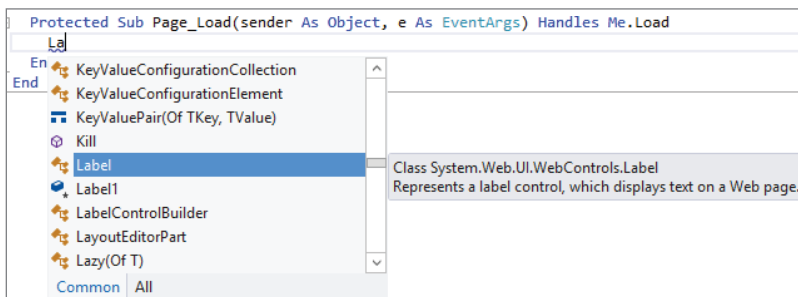 Protected Sub Page_Load(sender As Object, e As EventArgs) Handles Me.Load
La
En
End
KeyValueConfigurationCollection
KeyValueConfigurationElement
KeyValuePair(Of TKey, TValue)
Kill
Label
Class System.Web.UI.WebControls.Label
Represents a label control, which displays text on a Web page.
Label1
LabelControlBuilder
LayoutEditorPart
Lazy(Of T)
Common All